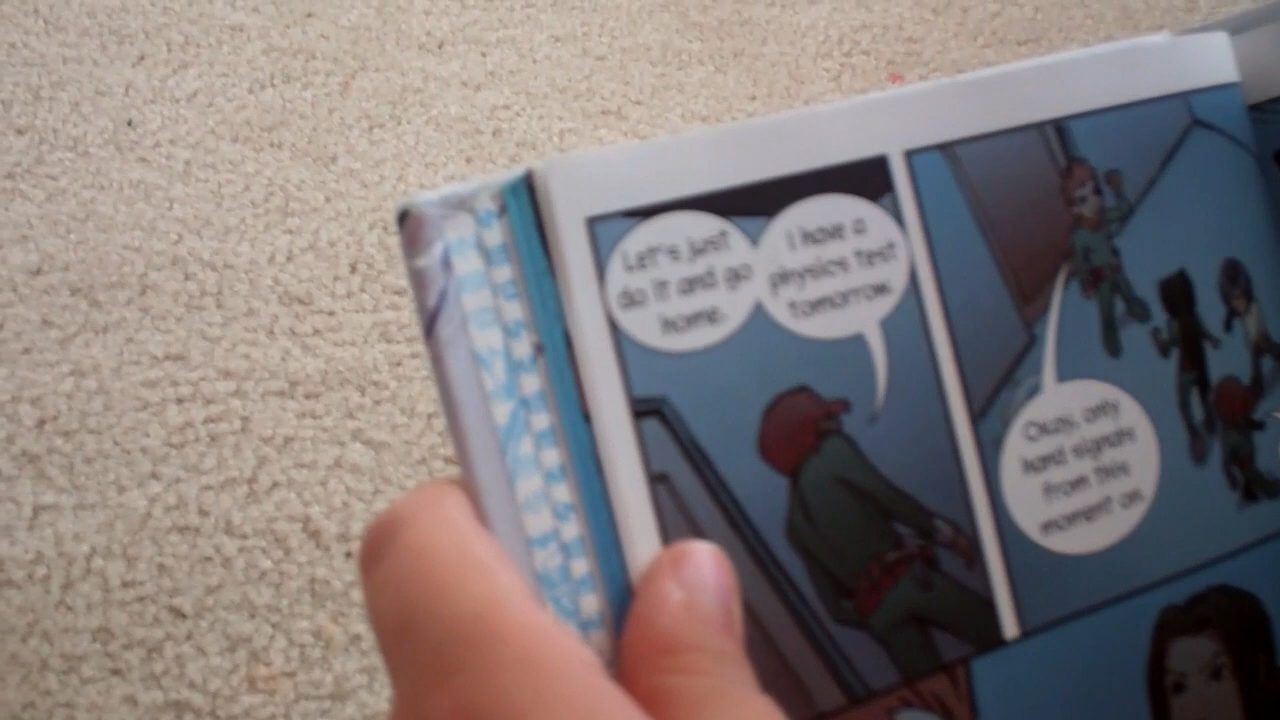 Let's just
do it and go
home.
I have a
physics test
tomorrow.
Okay, only
hand signals
from this
moment on.